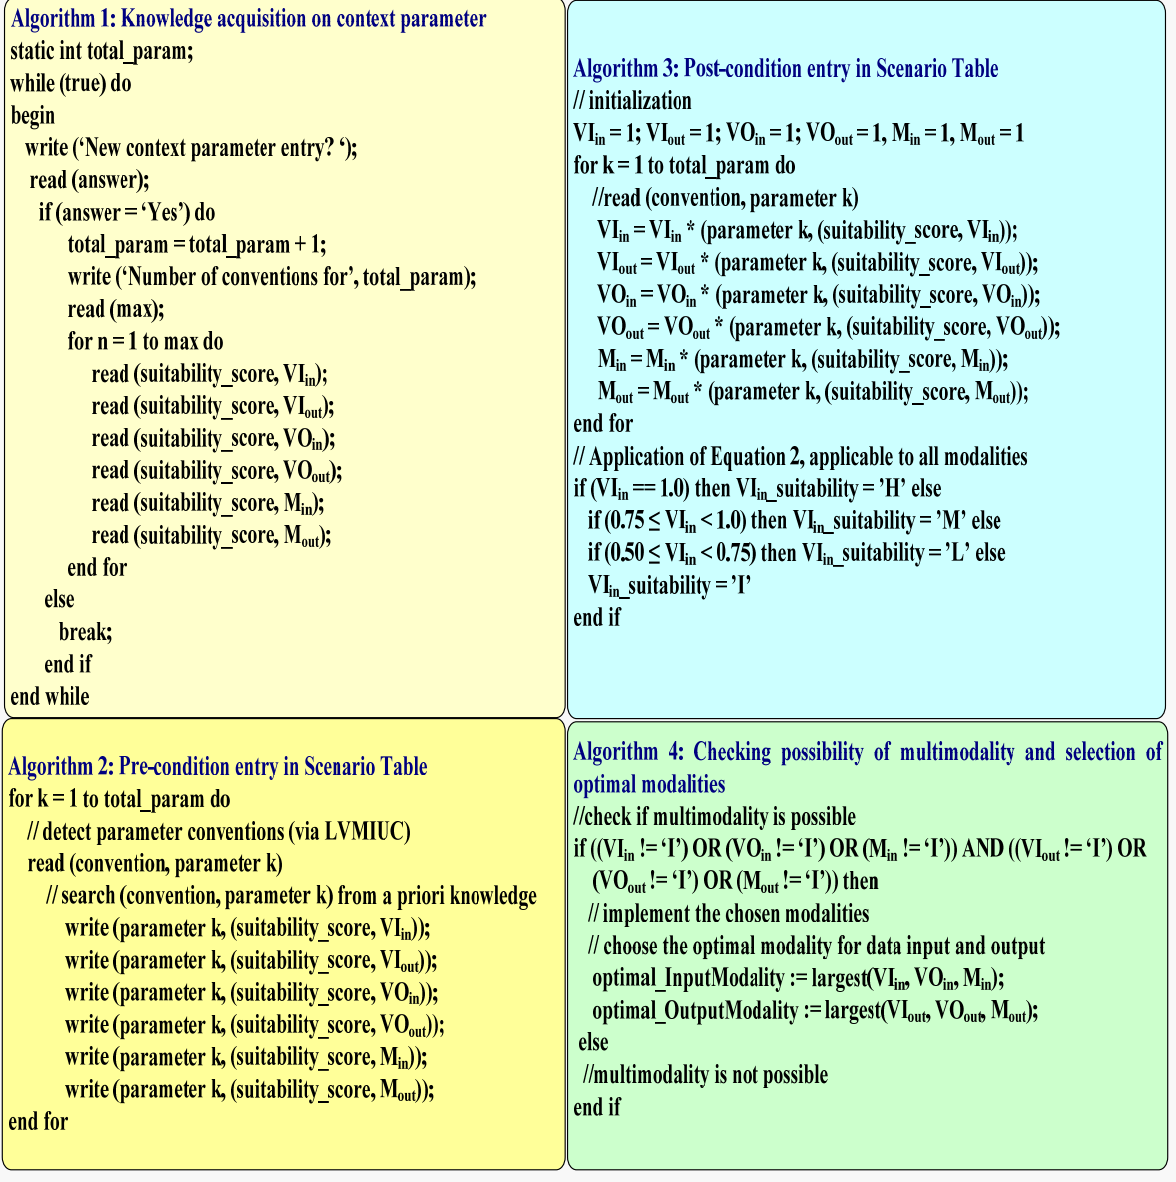 Algorithm 1: Knowledge acquisition on context parameter
static int total_param;
while (true) do
begin
write (‘New context parameter entry? ‘);
read (answer);
if (answer = ‘Yes’) do
total_param = total_param + 1;
write (‘Number of conventions for’, total_param);
read (max);
for n = 1 to max do
read (suitability_score, VIin);
read (suitability_score, VIout);
read (suitability_score, VOin);
read (suitability_score, VOout);
read (suitability_score, Min);
read (suitability_score, Mout);
end for
else
break;
end if
end while
Algorithm 2: Pre-condition entry in Scenario Table
for k = 1 to total_param do
// detect parameter conventions (via LVMIUC)
read (convention, parameter k)
// search (convention, parameter k) from a priori knowledge
write (parameter k, (suitability_score, VIin));
write (parameter k, (suitability_score, VIout));
write (parameter k, (suitability_score, VOin));
write (parameter k, (suitability_score, VOout));
write (parameter k, (suitability_score, Min));
write (parameter k, (suitability_score, Mout));
end for
Algorithm 3: Post-condition entry in Scenario Table
// initialization
VIin = 1; VIout = 1; VOin = 1; VOout = 1, Min = 1, Mout = 1
for k = 1 to total_param do
//read (convention, parameter k)
VIin = VIin * (parameter k, (suitability_score, VIin));
VIout = VIout * (parameter k, (suitability_score, VIout));
VOin = VOin * (parameter k, (suitability_score, VOin));
VOout = VOout * (parameter k, (suitability_score, VOout));
Min = Min * (parameter k, (suitability_score, Min));
Mout = Mout * (parameter k, (suitability_score, Mout));
end for
// Application of Equation 2, applicable to all modalities
if (VIin == 1.0) then VIin_suitability = ’H’ else
if (0.75 ≤ VIin < 1.0) then VIin_suitability = ’M’ else
if (0.50 ≤ VIin < 0.75) then VIin_suitability = ’L’ else
VIin_suitability = ’I’
end if
Algorithm 4: Checking possibility of multimodality and selection of
optimal modalities
//check if multimodality is possible
if ((VIin != ‘I’) OR (VOin != ‘I’) OR (Min != ‘I’)) AND ((VIout != ‘I’) OR
(VOout != ‘I’) OR (Mout != ‘I’)) then
// implement the chosen modalities
// choose the optimal modality for data input and output
optimal_InputModality := largest(VIin, VOin, Min);
optimal_OutputModality := largest(VIout, VOout, Mout);
else
//multimodality is not possible
end if